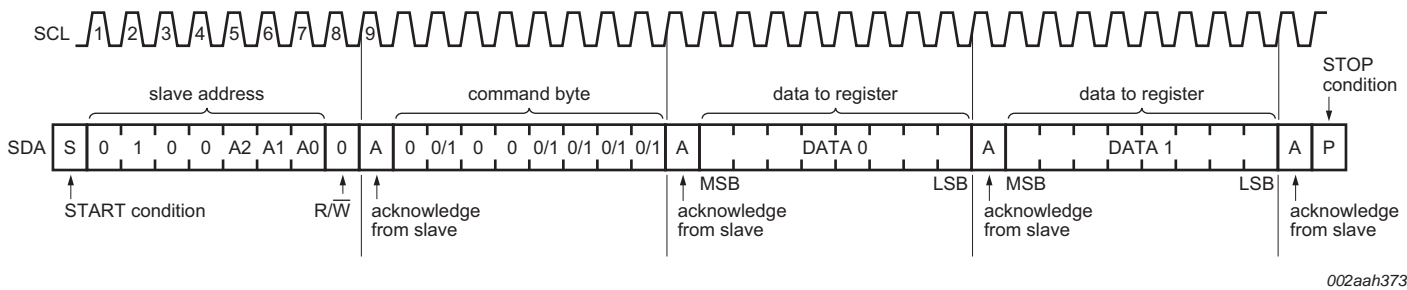 SCL 1 2 3 4 5 6 7 8 9
STOP
condition
slave address command byte data to register data to register
SDA S 0 1 0 0 A2 A1 A0 0 A 0 0/1 0 0 0/1 0/1 0/1 0/1 A DATA 0 A DATA 1 A P
MSB LSB MSB LSB
START condition R/W̅ acknowledge acknowledge acknowledge acknowledge
from slave from slave from slave from slave
002aah373